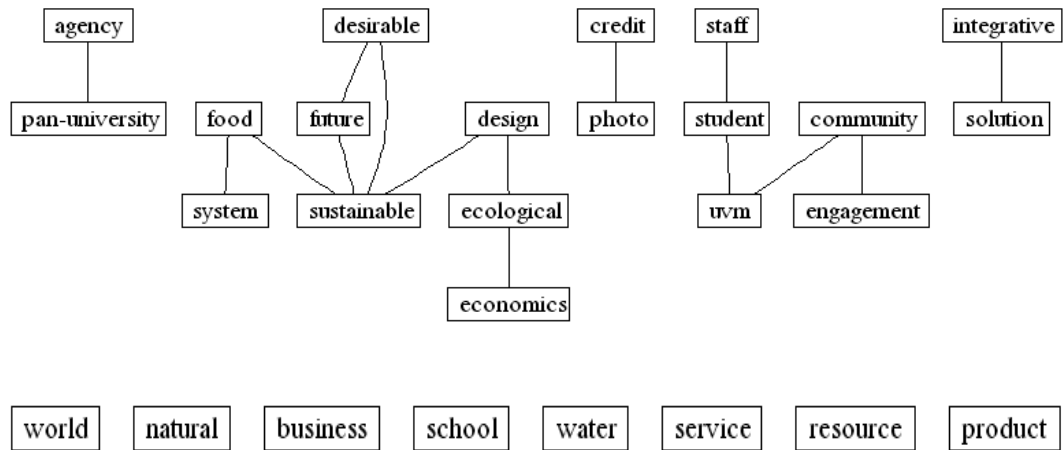 agency desirable credit staff integrative
pan-university food future design photo student community solution
system sustainable ecological uvm engagement
economics
world natural business school water service resource product